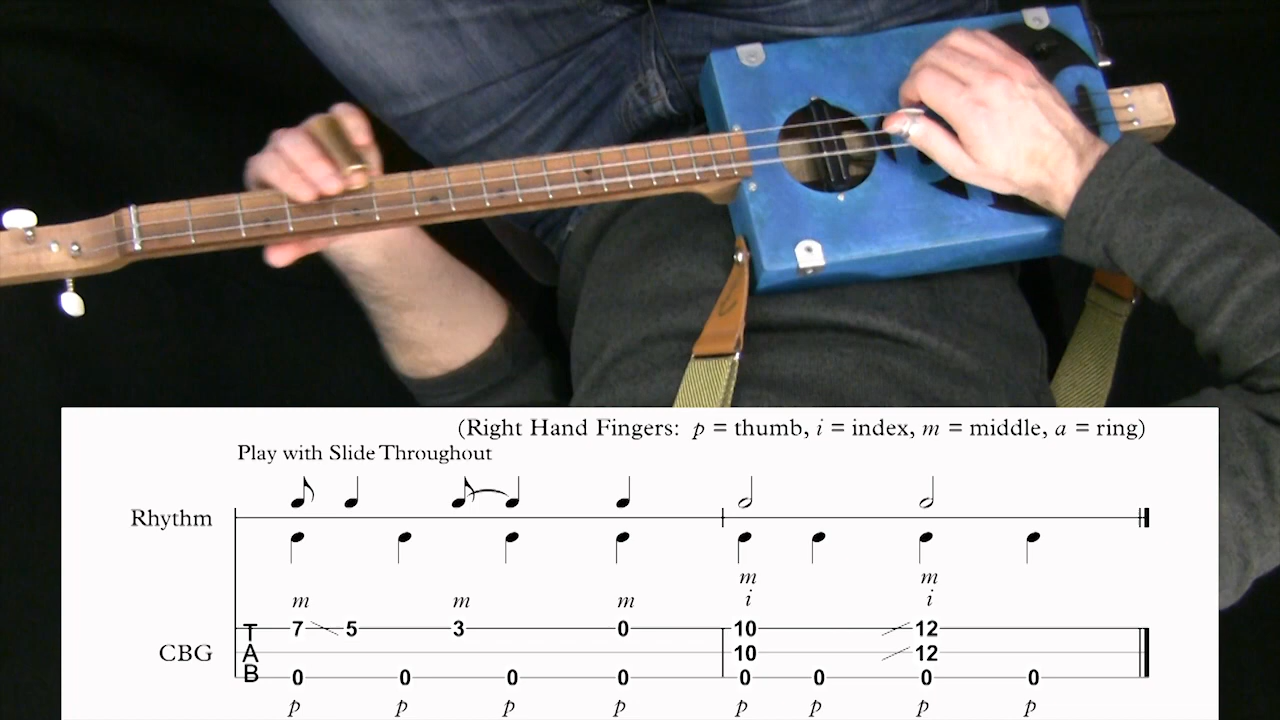 (Right Hand Fingers: p = thumb, i = index, m = middle, a = ring)
Play with Slide Throughout
Rhythm
m m
m m m i i
T 7 5 3 0 10 12
CBG A 10 12
B 0 0 0 0 0 0 0 0
p p p p p p p p